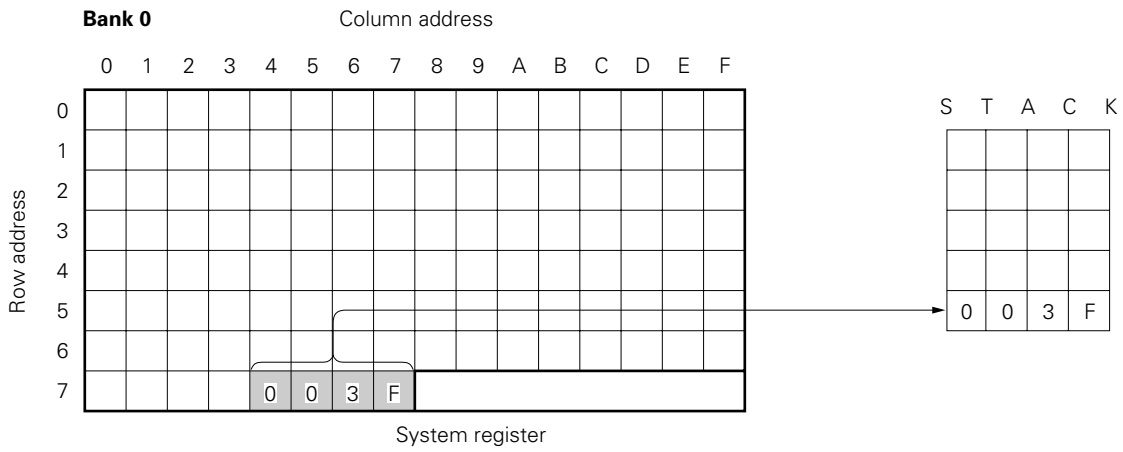 Bank 0 Column address
0 1 2 3 4 5 6 7 8 9 A B C D E F
S T A C K
Row address
0
1
2
3
4
5
6
7
0 0 3 F
0 0 3 F
System register